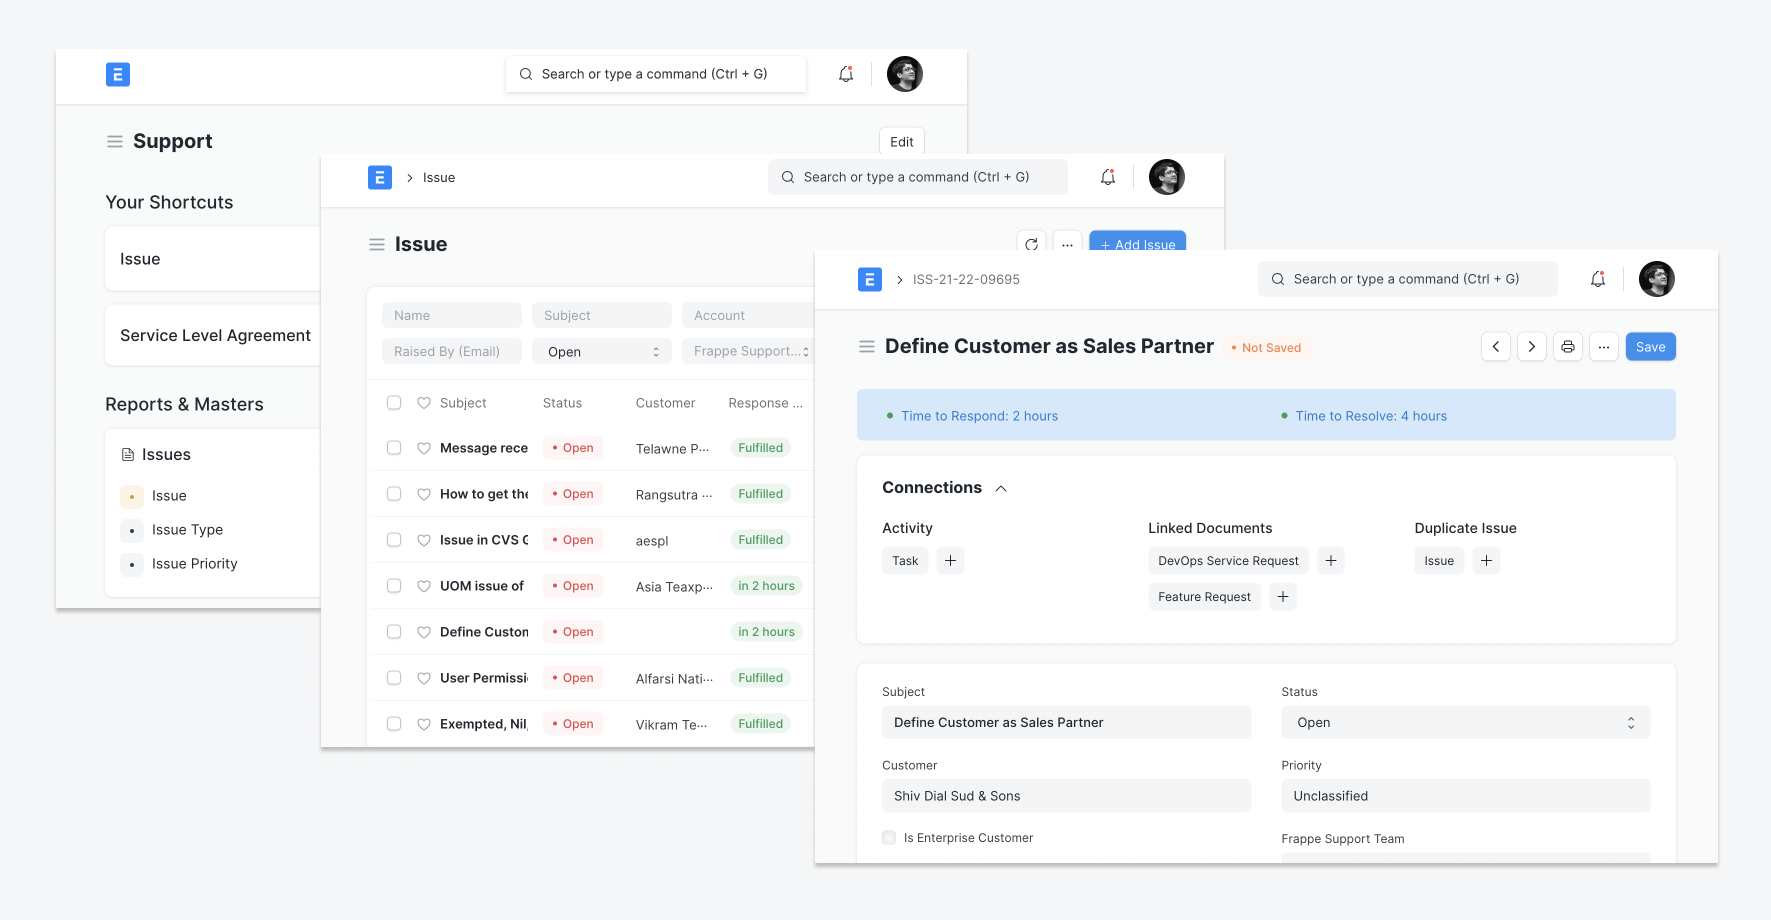 E
Search or type a command (Ctrl + G)
Support
Edit
Your Shortcuts
Issue
Service Level Agreement
Reports & Masters
Issues
Issue
Issue Type
Issue Priority
E
Issue
Search or type a command (Ctrl + G)
Issue
...
+ Add Issue
Name
Subject
Account
Raised By (Email)
Open
Frappe Support...
Subject Status Customer Response ...
Message rece Open Telawne P... Fulfilled
How to get the Open Rangsutra ... Fulfilled
Issue in CVS G Open aespl Fulfilled
UOM issue of Open Asia Teaxp... in 2 hours
Define Custon Open in 2 hours
User Permissi Open Alfarsi Nati... Fulfilled
Exempted, Nil, Open Vikram Te... Fulfilled
E
ISS-21-22-09695
Search or type a command (Ctrl + G)
Define Customer as Sales Partner
Not Saved
...
Save
Time to Respond: 2 hours
Time to Resolve: 4 hours
Connections
Activity
Task +
Linked Documents
DevOps Service Request +
Feature Request +
Duplicate Issue
Issue +
Subject
Define Customer as Sales Partner
Status
Open
Customer
Shiv Dial Sud & Sons
Priority
Unclassified
Is Enterprise Customer
Frappe Support Team